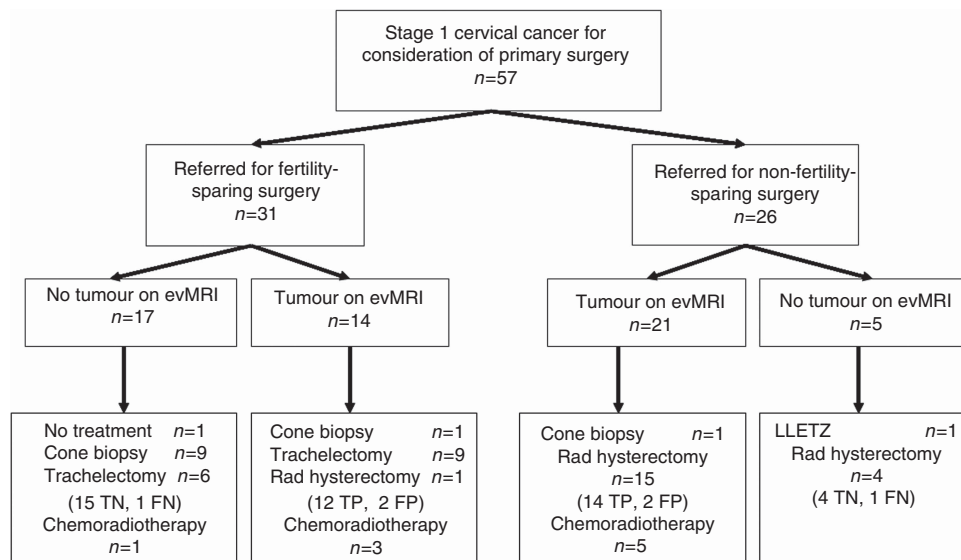 Stage 1 cervical cancer for
consideration of primary surgery
n=57
Referred for fertility-
sparing surgery
n=31
Referred for non-fertility-
sparing surgery
n=26
No tumour on evMRI
n=17
Tumour on evMRI
n=14
Tumour on evMRI
n=21
No tumour on evMRI
n=5
No treatment n=1
Cone biopsy n=9
Trachelectomy n=6
(15 TN, 1 FN)
Chemoradiotherapy
n=1
Cone biopsy n=1
Trachelectomy n=9
Rad hysterectomy n=1
(12 TP, 2 FP)
Chemoradiotherapy
n=3
Cone biopsy n=1
Rad hysterectomy
n=15
(14 TP, 2 FP)
Chemoradiotherapy
n=5
LLETZ n=1
Rad hysterectomy
n=4
(4 TN, 1 FN)